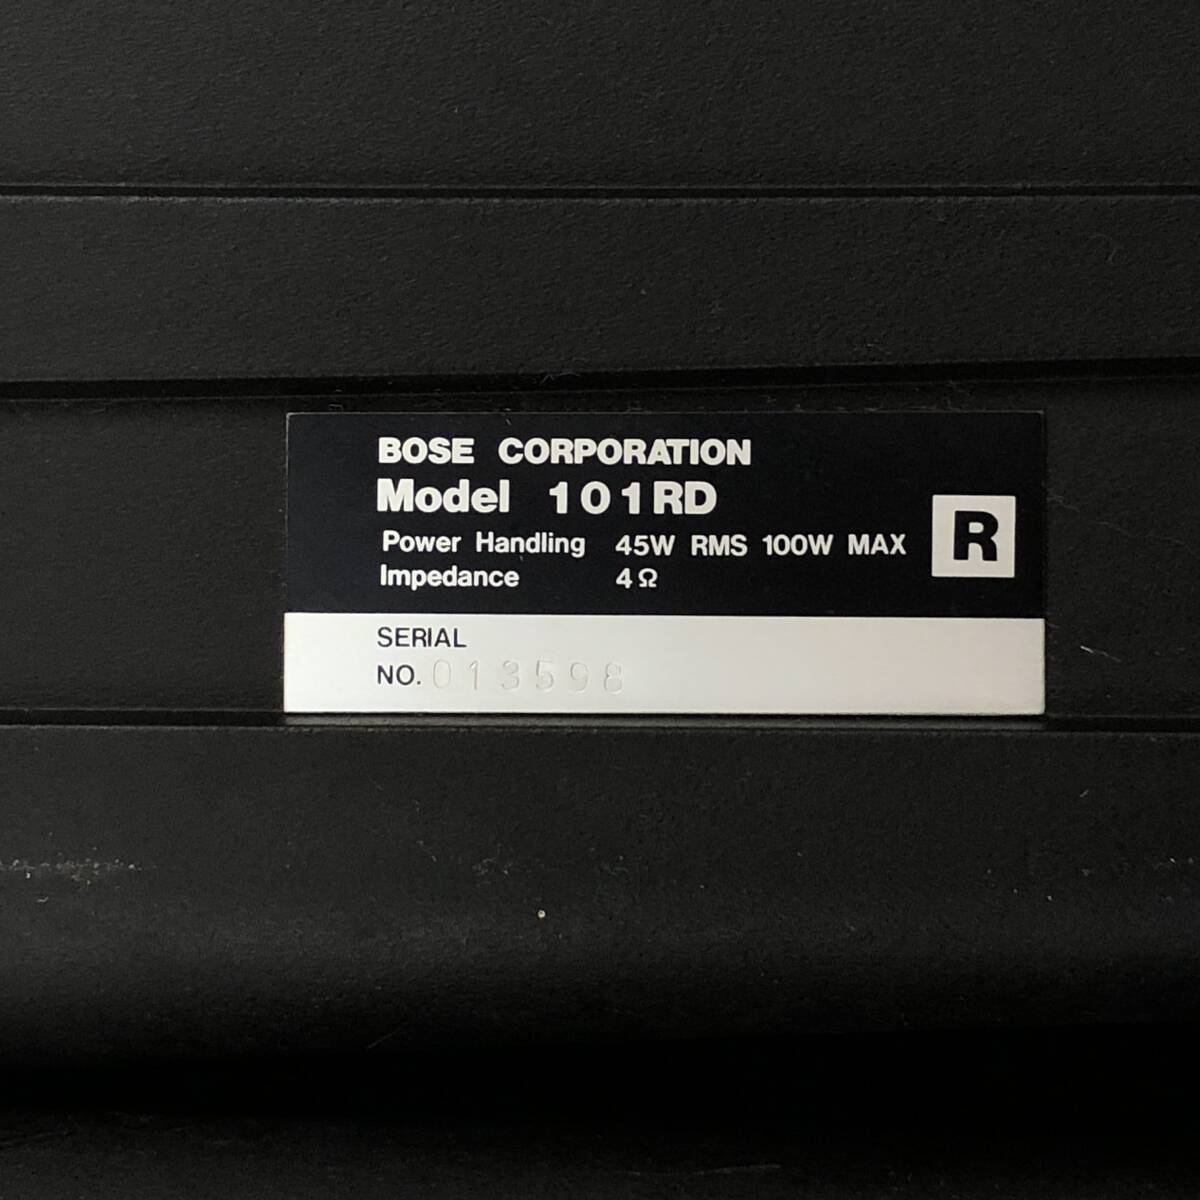 BOSE CORPORATION
Model 101RD
Power Handling 45W RMS 100W MAX
Impedance 4Ω
R
SERIAL
NO. 013598